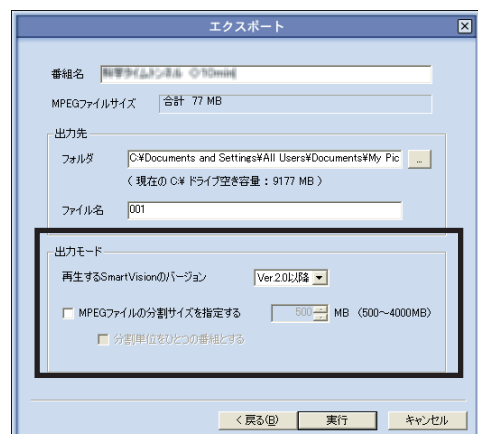 エクスポート
番組名
MPEGファイルサイズ 合計 77 MB
出力先
フォルダ C:¥Documents and Settings¥All Users¥Documents¥My Pic ...
（現在の C:¥ ドライブ空き容量：9177 MB）
ファイル名 001
出力モード
再生するSmartVisionのバージョン Ver.2.0以降
MPEGファイルの分割サイズを指定する 500 MB （500～4000MB）
分割単位をひとつの番組とする
< 戻る(B) 実行 キャンセル